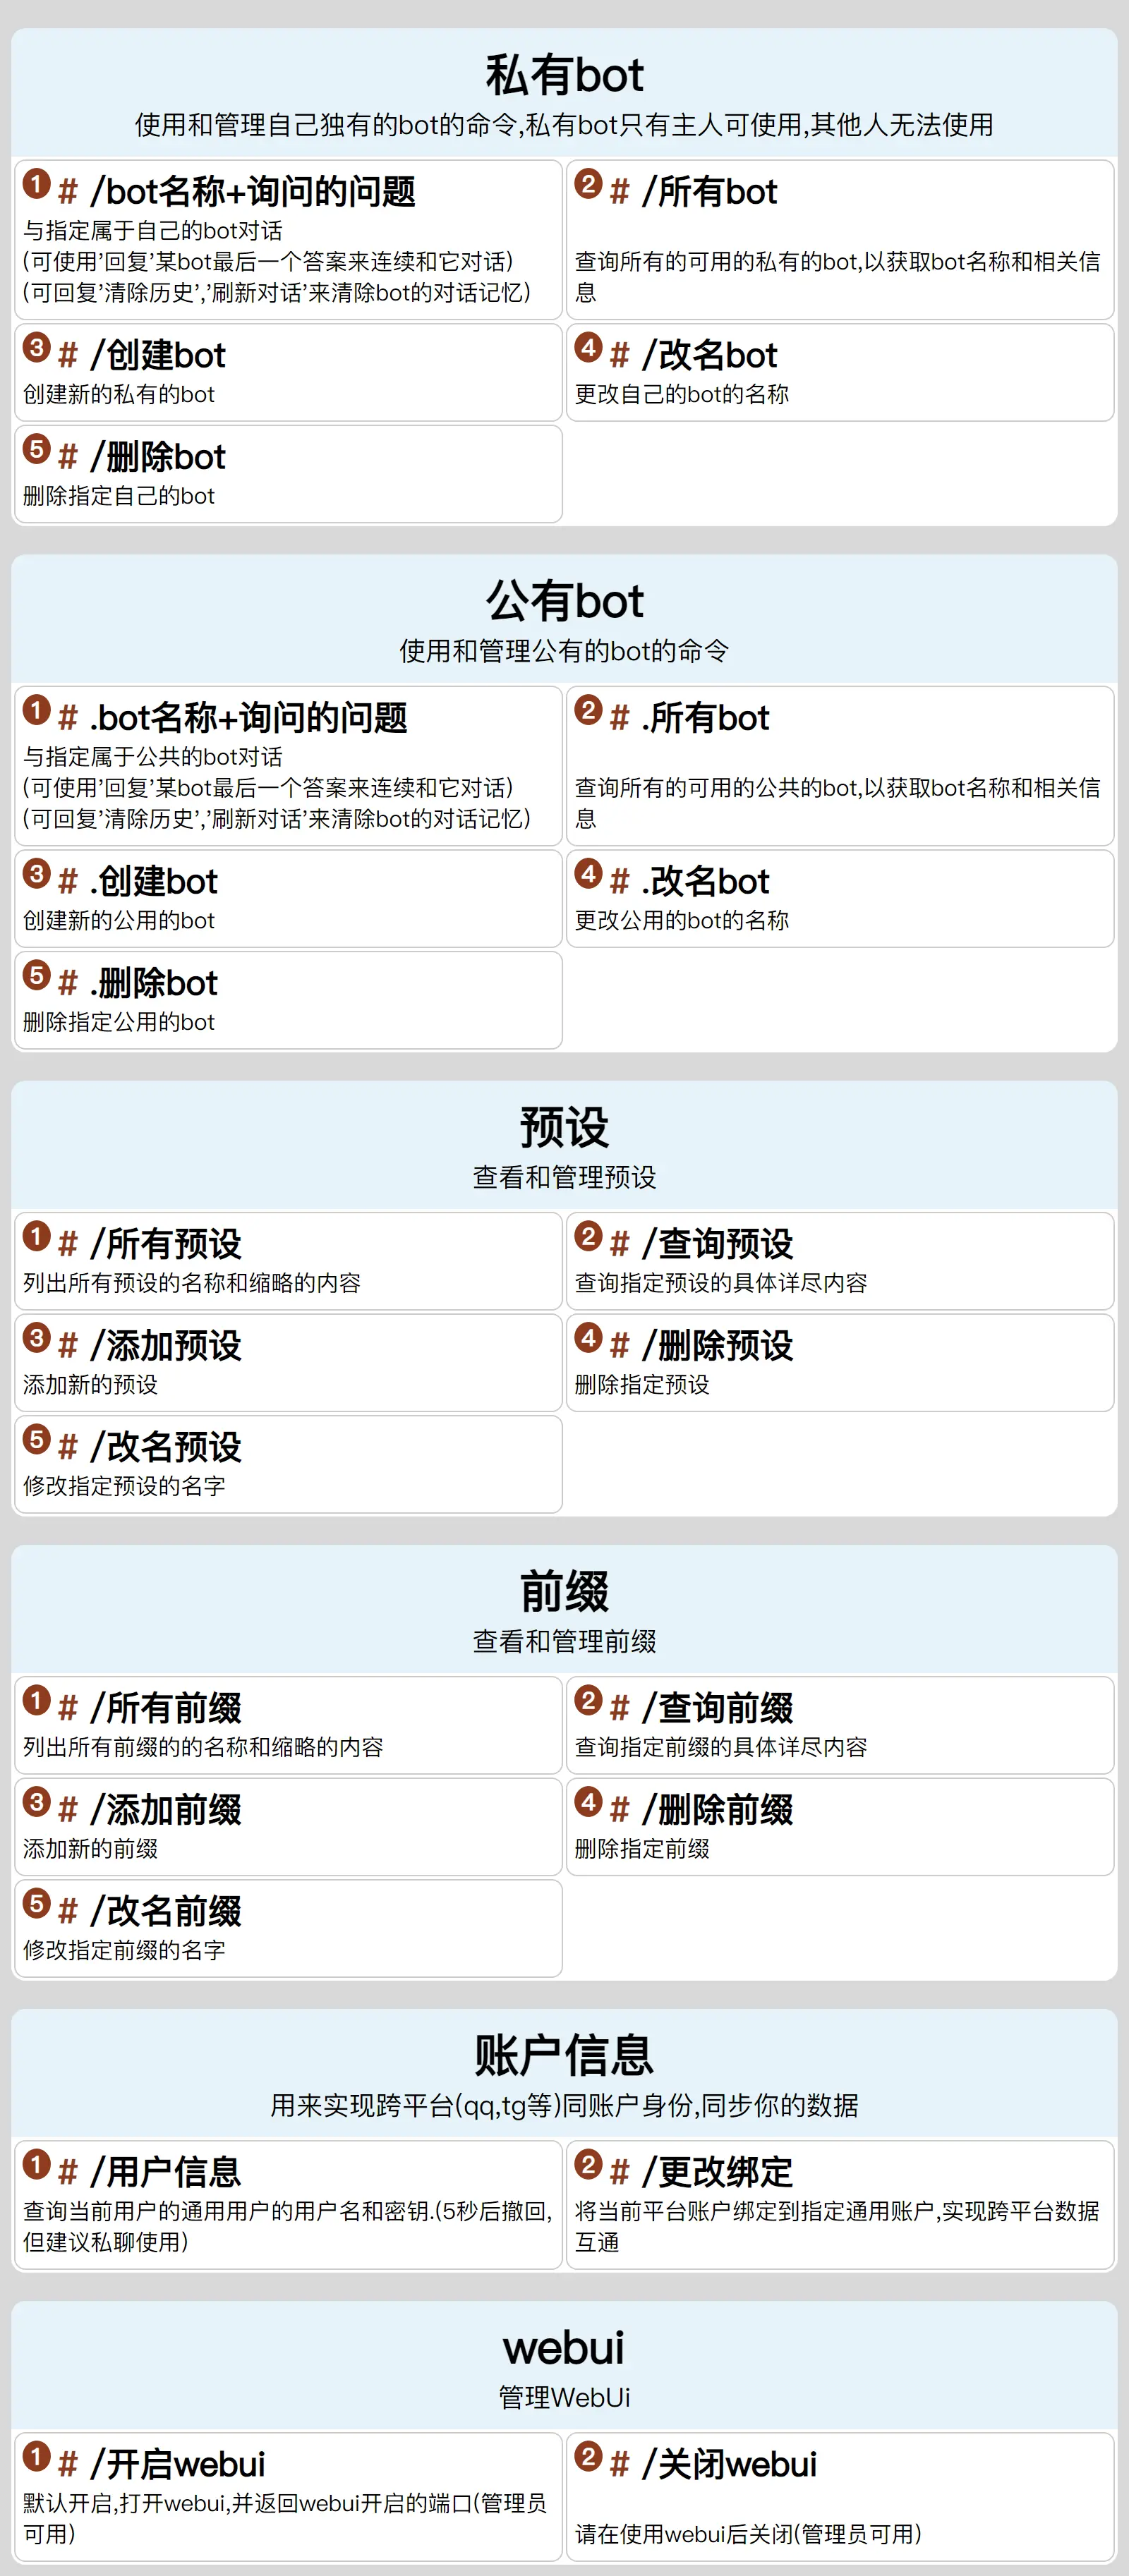 私有bot
使用和管理自己独有的bot的命令,私有bot只有主人可使用,其他人无法使用
1 # /bot名称+询问的问题
与指定属于自己的bot对话
(可使用'回复'某bot最后一个答案来连续和它对话)
(可回复'清除历史','刷新对话'来清除bot的对话记忆)
2 # /所有bot
查询所有的可用的私有的bot,以获取bot名称和相关信
息
3 # /创建bot
创建新的私有的bot
4 # /改名bot
更改自己的bot的名称
5 # /删除bot
删除指定自己的bot
公有bot
使用和管理公有的bot的命令
1 # .bot名称+询问的问题
与指定属于公共的bot对话
(可使用'回复'某bot最后一个答案来连续和它对话)
(可回复'清除历史','刷新对话'来清除bot的对话记忆)
2 # .所有bot
查询所有的可用的公共的bot,以获取bot名称和相关信
息
3 # .创建bot
创建新的公用的bot
4 # .改名bot
更改公用的bot的名称
5 # .删除bot
删除指定公用的bot
预设
查看和管理预设
1 # /所有预设
列出所有预设的名称和缩略的内容
2 # /查询预设
查询指定预设的具体详尽内容
3 # /添加预设
添加新的预设
4 # /删除预设
删除指定预设
5 # /改名预设
修改指定预设的名字
前缀
查看和管理前缀
1 # /所有前缀
列出所有前缀的的名称和缩略的内容
2 # /查询前缀
查询指定前缀的具体详尽内容
3 # /添加前缀
添加新的前缀
4 # /删除前缀
删除指定前缀
5 # /改名前缀
修改指定前缀的名字
账户信息
用来实现跨平台(qq,tg等)同账户身份,同步你的数据
1 # /用户信息
查询当前用户的通用用户的用户名和密钥.(5秒后撤回,
但建议私聊使用)
2 # /更改绑定
将当前平台账户绑定到指定通用账户,实现跨平台数据
互通
webui
管理WebUi
1 # /开启webui
默认开启,打开webui,并返回webui开启的端口(管理员
可用)
2 # /关闭webui
请在使用webui后关闭(管理员可用)